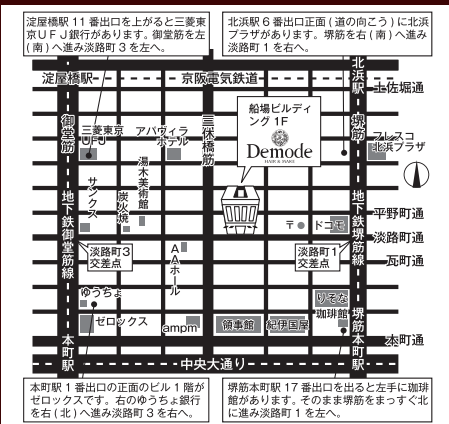 淀屋橋駅 11 番出口を上がると三菱東
京ＵＦＪ銀行があります。御堂筋を左
(南) へ進み淡路町 3 を左へ。
北浜駅 6 番出口正面 (道の向こう) に北浜
プラザがあります。堺筋を右 (南) へ進み
淡路町 1 を右へ。
淀屋橋駅
京阪電気鉄道
北浜駅
土佐堀通
船場ビルディ
ング 1F
Demode
HAIR & MAKE
御堂筋
三菱東京
UFJ
アパヴィラ
ホテル
三休橋筋
堺筋
フレスコ
北浜プラザ
湯木美術館
サンクス
炭火焼
地下鉄御堂筋線
地下鉄堺筋線
〒
ドコモ
平野町通
淡路町通
淡路町 3
交差点
AAホール
淡路町 1
交差点
瓦町通
ゆうちょ
ゼロックス
ampm
領事館
紀伊國屋
りそな
珈琲館
本町駅
堺筋本町駅
本町通
中央大通り
本町駅 1 番出口の正面のビル 1 階が
ゼロックスです。右のゆうちょ銀行
を右 (北) へ進み淡路町 3 を右へ。
堺筋本町駅 17 番出口を出ると左手に珈琲
館があります。そのまま堺筋をまっすぐ北
に進み淡路町 1 を左へ。